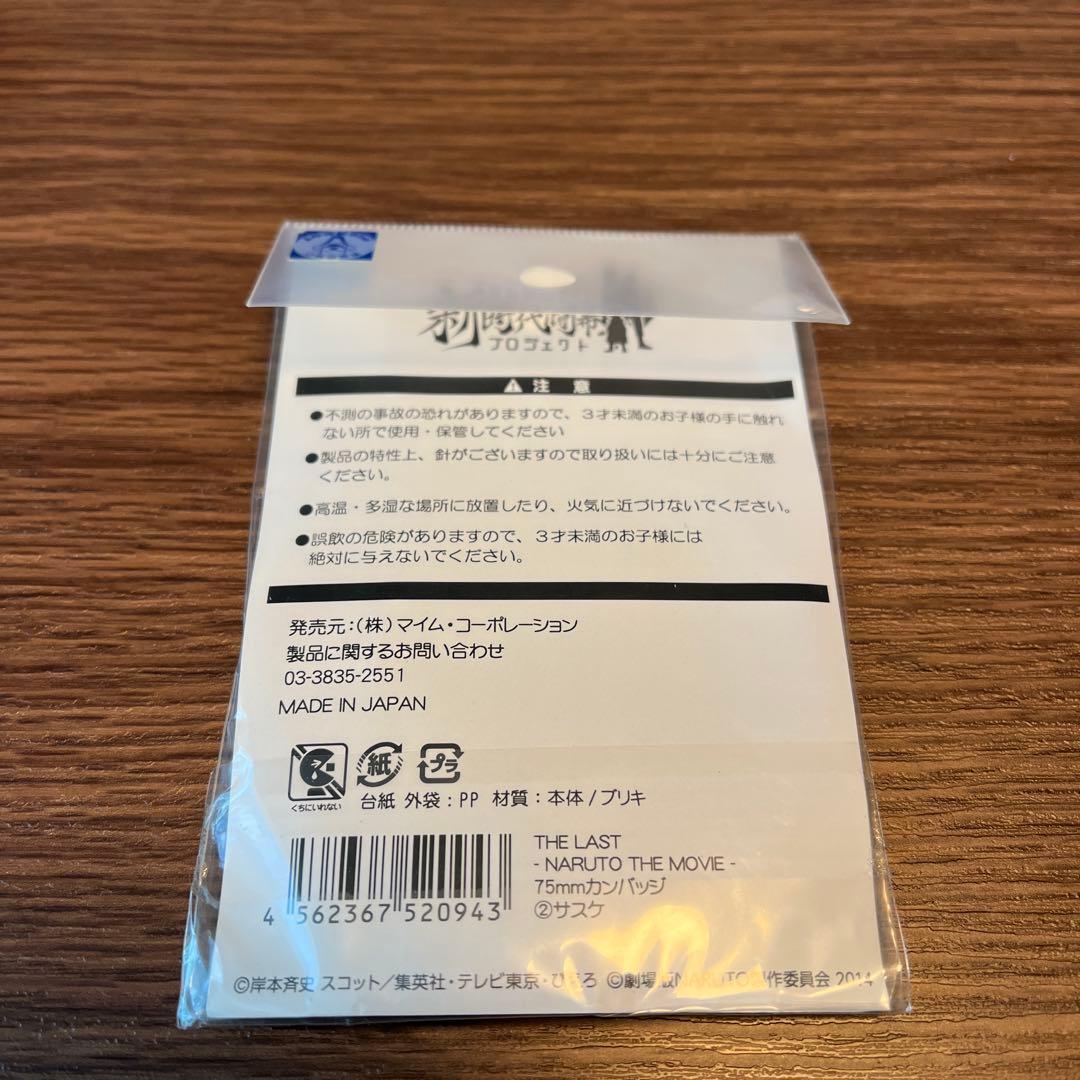 新時代開幕
プロジェクト
注 意
●不測の事故の恐れがありますので、3才未満のお子様の手に触れ
ない所で使用・保管してください
●製品の特性上、針がございますので取り扱いには十分にご注意
ください。
●高温・多湿な場所に放置したり、火気に近づけないでください。
●誤飲の危険がありますので、3才未満のお子様には
絶対に与えないでください。
発売元:(株)マイム・コーポレーション
製品に関するお問い合わせ
03-3835-2551
MADE IN JAPAN
紙 プラ
くちにいれない
台紙 外袋:PP 材質:本体/ブリキ
THE LAST
- NARUTO THE MOVIE -
75mmカンバッジ
②サスケ
4 562367 520943
©岸本斉史 スコット/集英社・テレビ東京・ぴえろ ©劇場版NARUTO製作委員会 2014